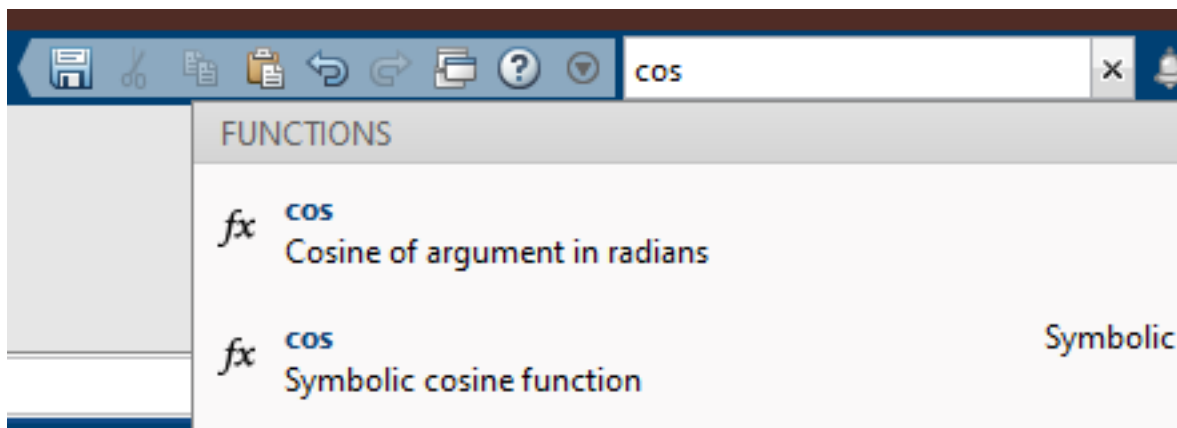 cos
FUNCTIONS
fx cos
Cosine of argument in radians
fx cos Symbolic
Symbolic cosine function